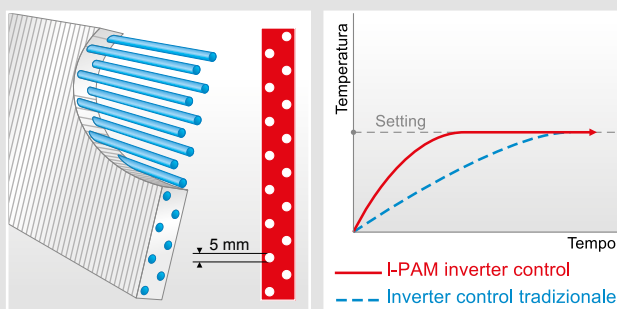 5 mm
Temperatura
Setting
Tempo
I-PAM inverter control
Inverter control tradizionale